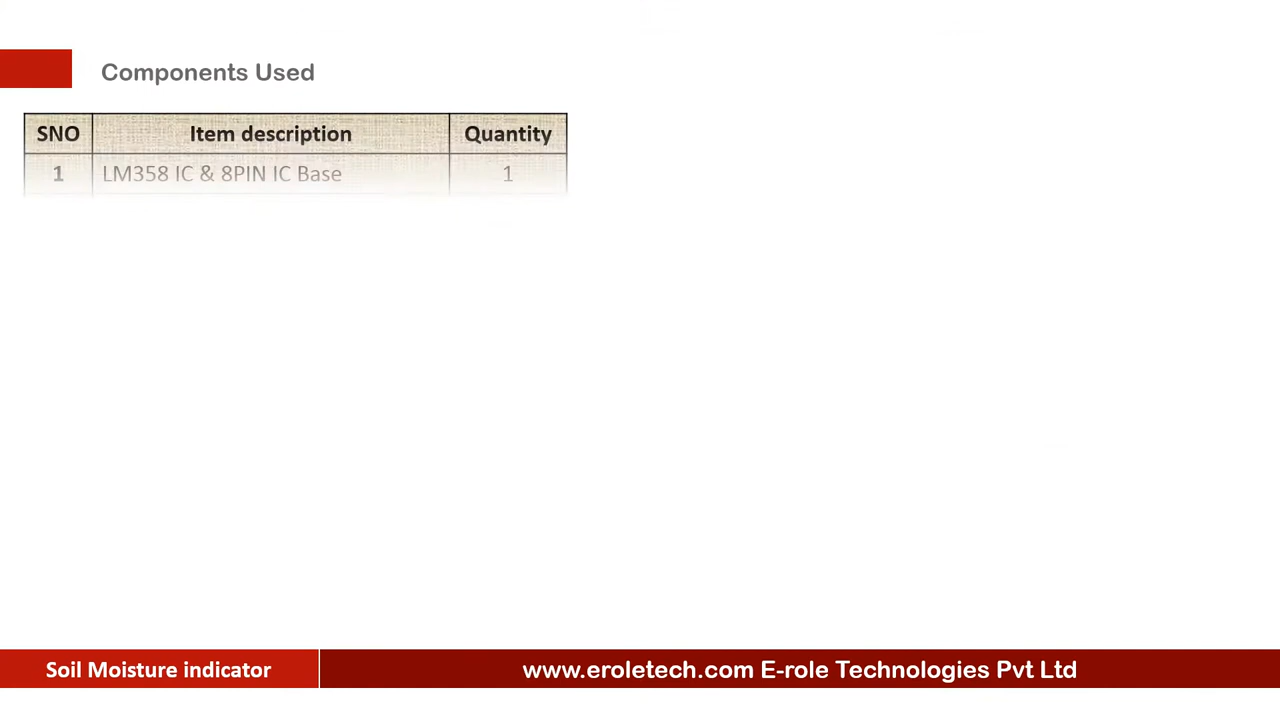 Components Used
SNO Item description Quantity
1 LM358 IC & 8PIN IC Base 1
Soil Moisture indicator www.eroletech.com E-role Technologies Pvt Ltd